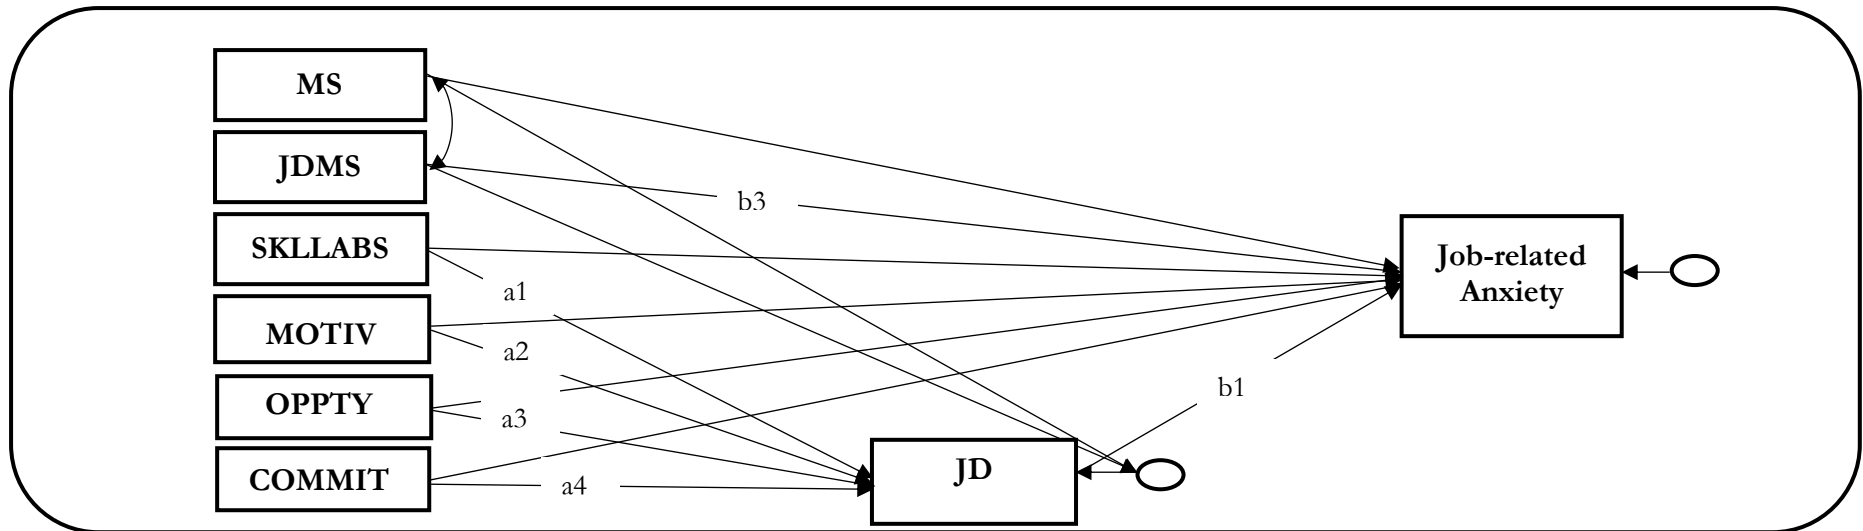 MS
JDMS
b3
SKLLABS
Job-related
Anxiety
a1
MOTIV
a2
b1
OPPTY
a3
JD
COMMIT
a4